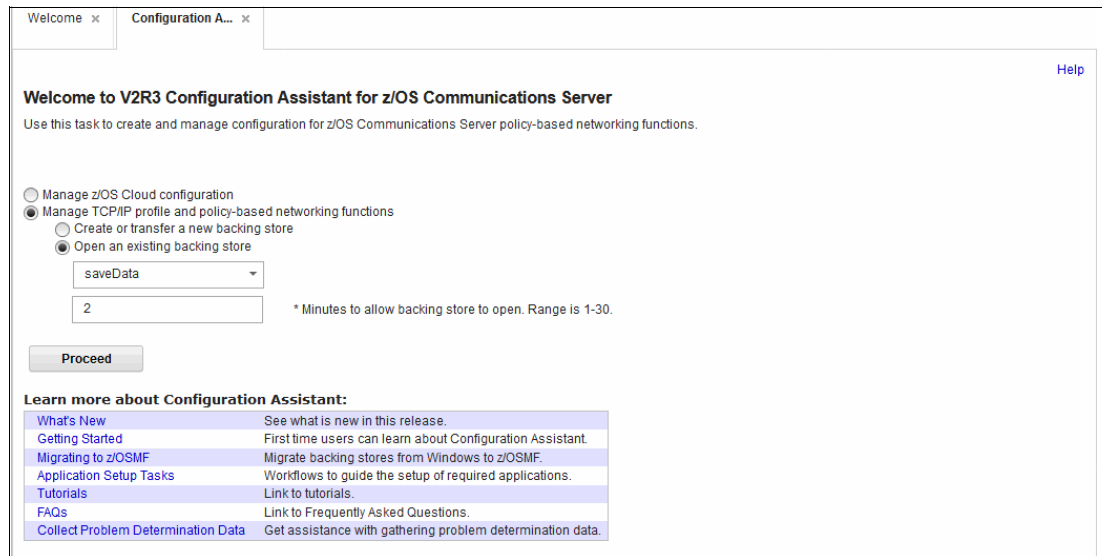 Welcome × Configuration A... ×
Help
Welcome to V2R3 Configuration Assistant for z/OS Communications Server
Use this task to create and manage configuration for z/OS Communications Server policy-based networking functions.
Manage z/OS Cloud configuration
Manage TCP/IP profile and policy-based networking functions
Create or transfer a new backing store
Open an existing backing store
saveData
2 * Minutes to allow backing store to open. Range is 1-30.
Proceed
Learn more about Configuration Assistant:
What's New See what is new in this release.
Getting Started First time users can learn about Configuration Assistant.
Migrating to z/OSMF Migrate backing stores from Windows to z/OSMF.
Application Setup Tasks Workflows to guide the setup of required applications.
Tutorials Link to tutorials.
FAQs Link to Frequently Asked Questions.
Collect Problem Determination Data Get assistance with gathering problem determination data.